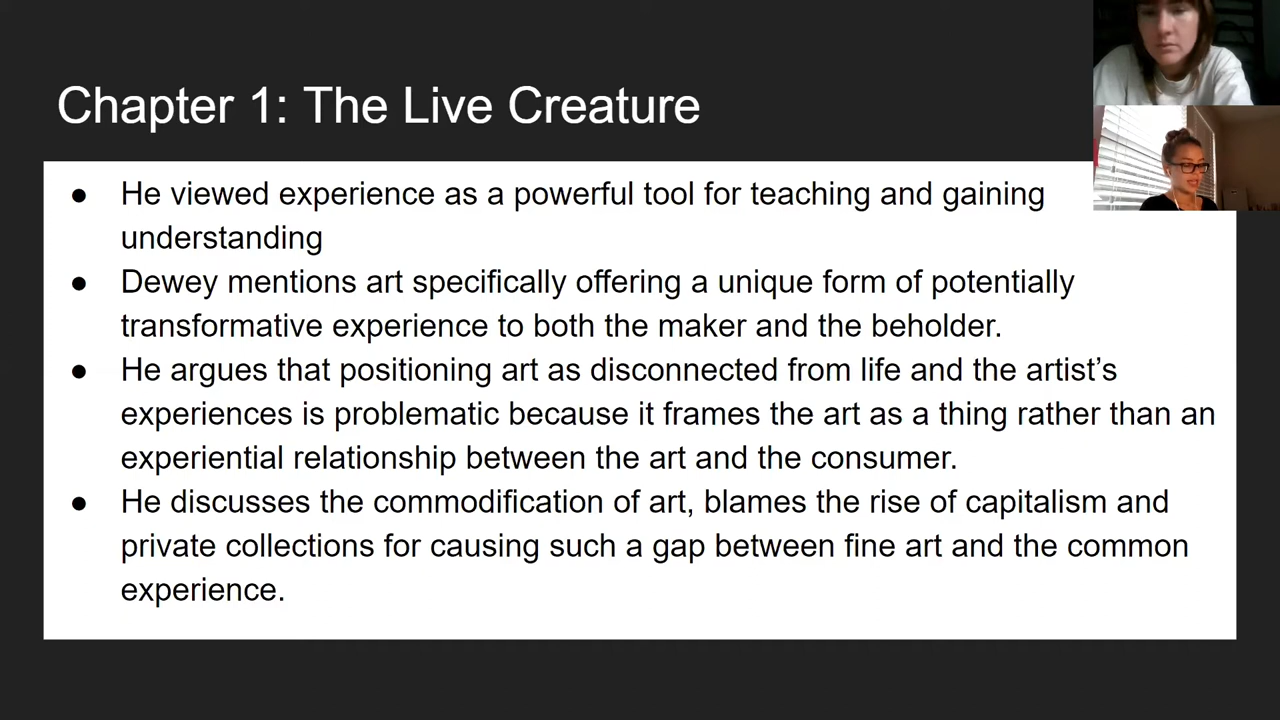 Chapter 1: The Live Creature
● He viewed experience as a powerful tool for teaching and gaining
understanding
● Dewey mentions art specifically offering a unique form of potentially
transformative experience to both the maker and the beholder.
● He argues that positioning art as disconnected from life and the artist’s
experiences is problematic because it frames the art as a thing rather than an
experiential relationship between the art and the consumer.
● He discusses the commodification of art, blames the rise of capitalism and
private collections for causing such a gap between fine art and the common
experience.